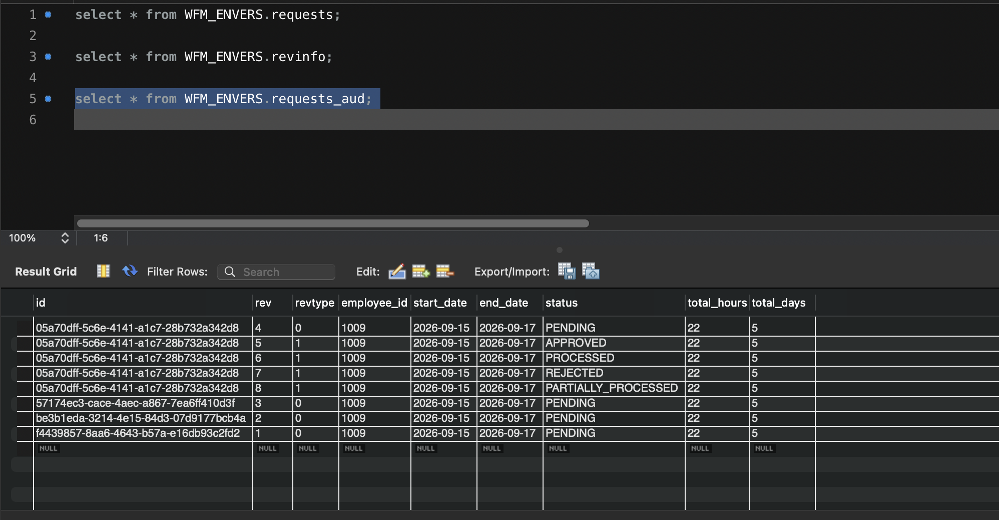 1 select * from WFM_ENVERS.requests;
2
3 select * from WFM_ENVERS.revinfo;
4
5 select * from WFM_ENVERS.requests_aud;
6
100% 1:6
Result Grid Filter Rows: Search Edit: Export/Import:
id rev revtype employee_id start_date end_date status total_hours total_days
05a70dff-5c6e-4141-a1c7-28b732a342d8 4 0 1009 2026-09-15 2026-09-17 PENDING 22 5
05a70dff-5c6e-4141-a1c7-28b732a342d8 5 1 1009 2026-09-15 2026-09-17 APPROVED 22 5
05a70dff-5c6e-4141-a1c7-28b732a342d8 6 1 1009 2026-09-15 2026-09-17 PROCESSED 22 5
05a70dff-5c6e-4141-a1c7-28b732a342d8 7 1 1009 2026-09-15 2026-09-17 REJECTED 22 5
05a70dff-5c6e-4141-a1c7-28b732a342d8 8 1 1009 2026-09-15 2026-09-17 PARTIALLY_PROCESSED 22 5
57174ec3-cace-4aec-a867-7ea6ff410d3f 3 0 1009 2026-09-15 2026-09-17 PENDING 22 5
be3b1eda-3214-4e15-84d3-07d9177bcb4a 2 0 1009 2026-09-15 2026-09-17 PENDING 22 5
f4439857-8aa6-4643-b57a-e16db93c2fd2 1 0 1009 2026-09-15 2026-09-17 PENDING 22 5
NULL NULL NULL NULL NULL NULL NULL NULL NULL